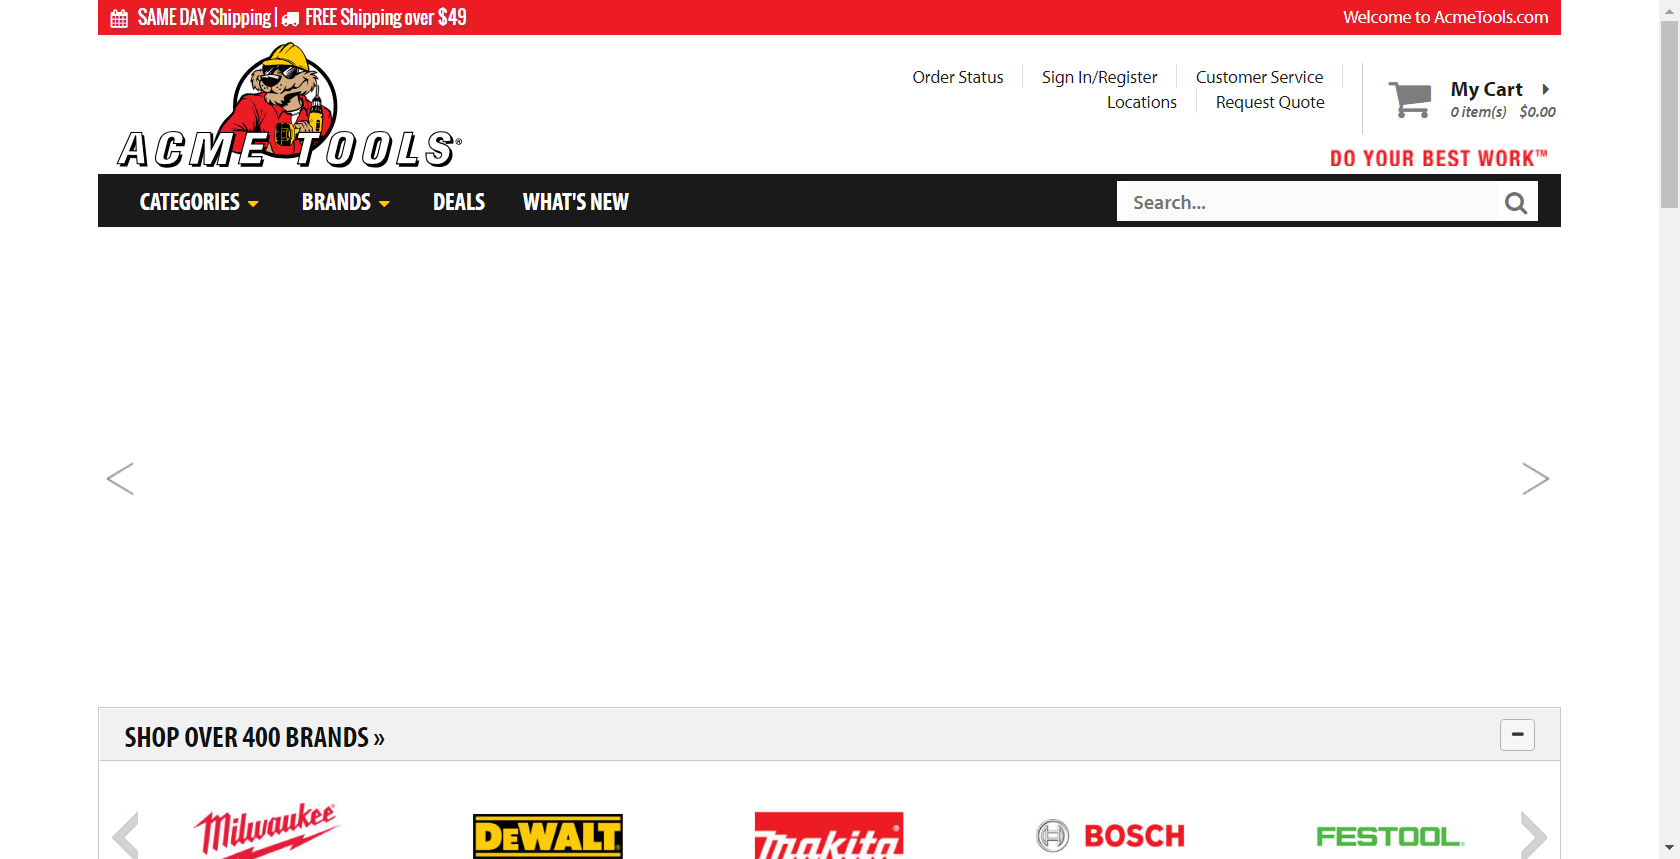 SAME DAY Shipping | FREE Shipping over $49
Welcome to AcmeTools.com
ACME TOOLS®
Order Status
Sign In/Register
Customer Service
Locations
Request Quote
My Cart
0 item(s) $0.00
DO YOUR BEST WORK™
CATEGORIES
BRANDS
DEALS
WHAT'S NEW
Search...
SHOP OVER 400 BRANDS »
Milwaukee®
DEWALT
makita®
BOSCH
FESTOOL